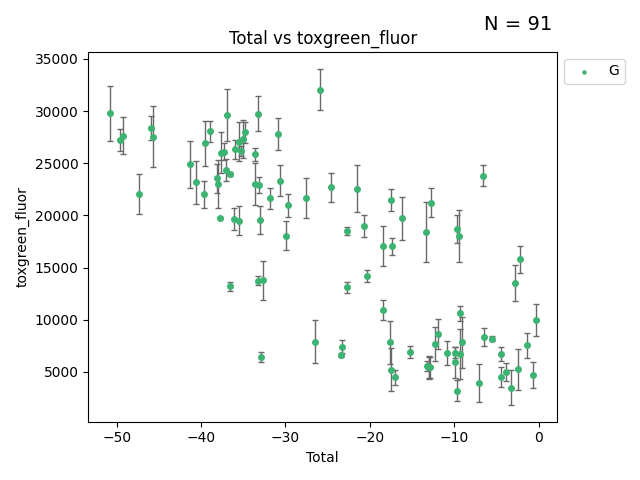 N = 91
Total vs toxgreen_fluor
G
toxgreen_fluor
35000
30000
25000
20000
15000
10000
5000
−50 −40 −30 −20 −10 0
Total